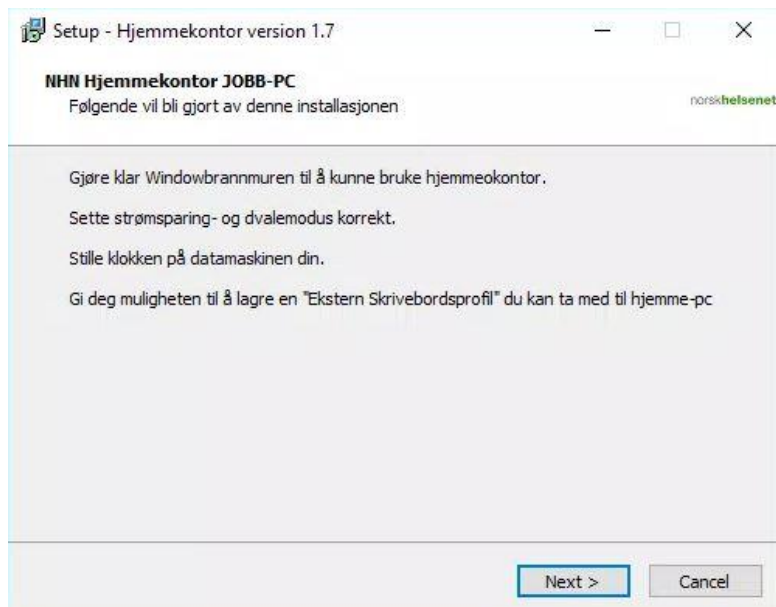 Setup - Hjemmekontor version 1.7
NHN Hjemmekontor JOBB-PC
Følgende vil bli gjort av denne installasjonen
norskhelsenet
Gjøre klar Windowbrannmuren til å kunne bruke hjemmeokontor.
Sette strømsparing- og dvalemodus korrekt.
Stille klokken på datamaskinen din.
Gi deg muligheten til å lagre en "Ekstern Skrivebordsprofil" du kan ta med til hjemme-pc
Next >
Cancel